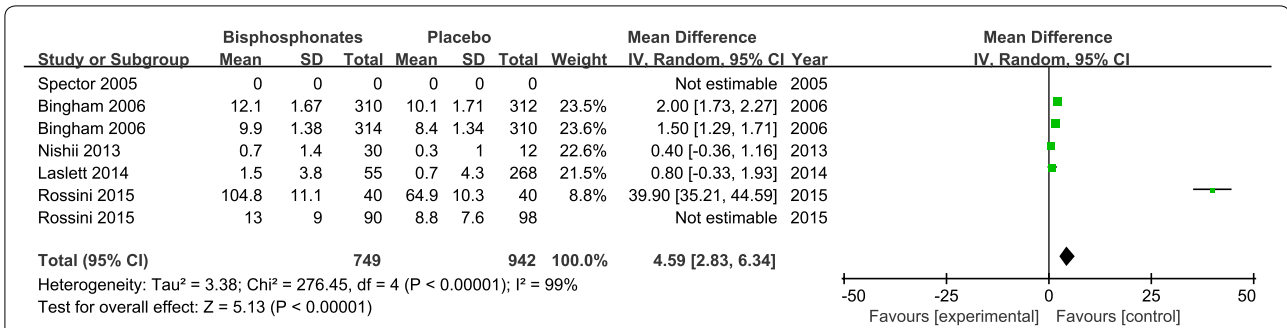 Bisphosphonates Placebo Mean Difference Mean Difference
Study or Subgroup Mean SD Total Mean SD Total Weight IV, Random, 95% CI Year IV, Random, 95% CI
Spector 2005 0 0 0 0 0 0 Not estimable 2005
Bingham 2006 12.1 1.67 310 10.1 1.71 312 23.5% 2.00 [1.73, 2.27] 2006
Bingham 2006 9.9 1.38 314 8.4 1.34 310 23.6% 1.50 [1.29, 1.71] 2006
Nishii 2013 0.7 1.4 30 0.3 1 12 22.6% 0.40 [-0.36, 1.16] 2013
Laslett 2014 1.5 3.8 55 0.7 4.3 268 21.5% 0.80 [-0.33, 1.93] 2014
Rossini 2015 104.8 11.1 40 64.9 10.3 40 8.8% 39.90 [35.21, 44.59] 2015
Rossini 2015 13 9 90 8.8 7.6 98 Not estimable 2015
Total (95% CI) 749 942 100.0% 4.59 [2.83, 6.34]
Heterogeneity: Tau² = 3.38; Chi² = 276.45, df = 4 (P < 0.00001); I² = 99%
Test for overall effect: Z = 5.13 (P < 0.00001)
-50 -25 0 25 50
Favours [experimental] Favours [control]